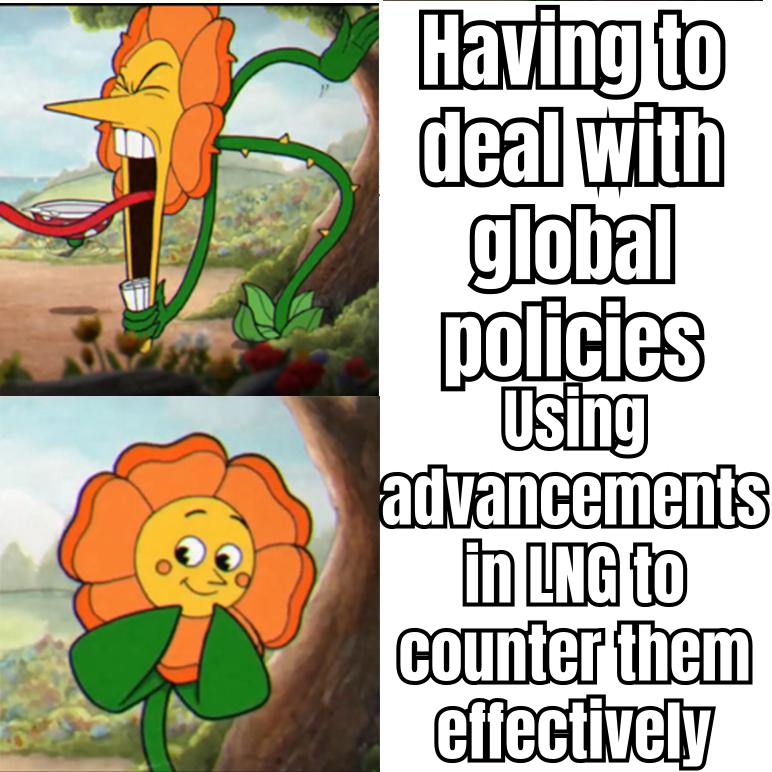 Having to
deal with
global
policies
Using
advancements
in LNG to
counter them
effectively